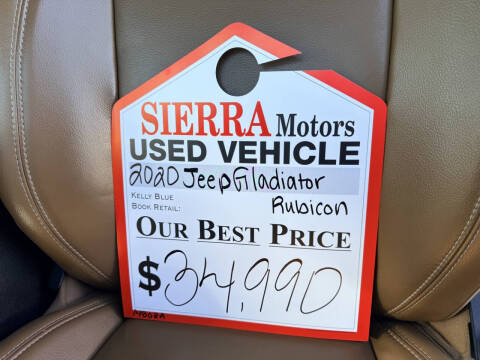 SIERRA Motors
USED VEHICLE
2020 Jeep Gladiator
KELLY BLUE
BOOK RETAIL:
Rubicon
OUR BEST PRICE
$34,990